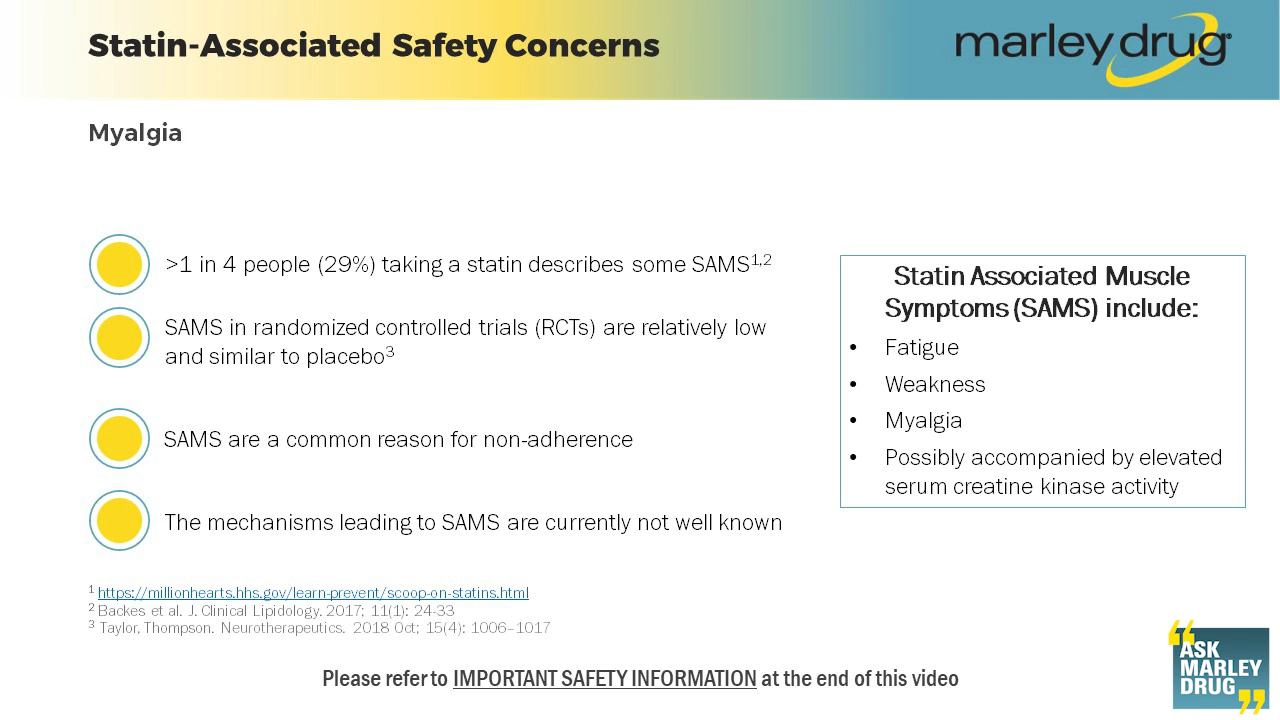 Statin-Associated Safety Concerns
marley drug®
Myalgia
>1 in 4 people (29%) taking a statin describes some SAMS1,2
SAMS in randomized controlled trials (RCTs) are relatively low
and similar to placebo3
SAMS are a common reason for non-adherence
The mechanisms leading to SAMS are currently not well known
Statin Associated Muscle
Symptoms (SAMS) include:
• Fatigue
• Weakness
• Myalgia
• Possibly accompanied by elevated
serum creatine kinase activity
1 https://millionhearts.hhs.gov/learn-prevent/scoop-on-statins.html
2 Backes et al. J. Clinical Lipidology. 2017; 11(1): 24-33
3 Taylor, Thompson. Neurotherapeutics. 2018 Oct; 15(4): 1006–1017
Please refer to IMPORTANT SAFETY INFORMATION at the end of this video
“ASK
MARLEY
DRUG”